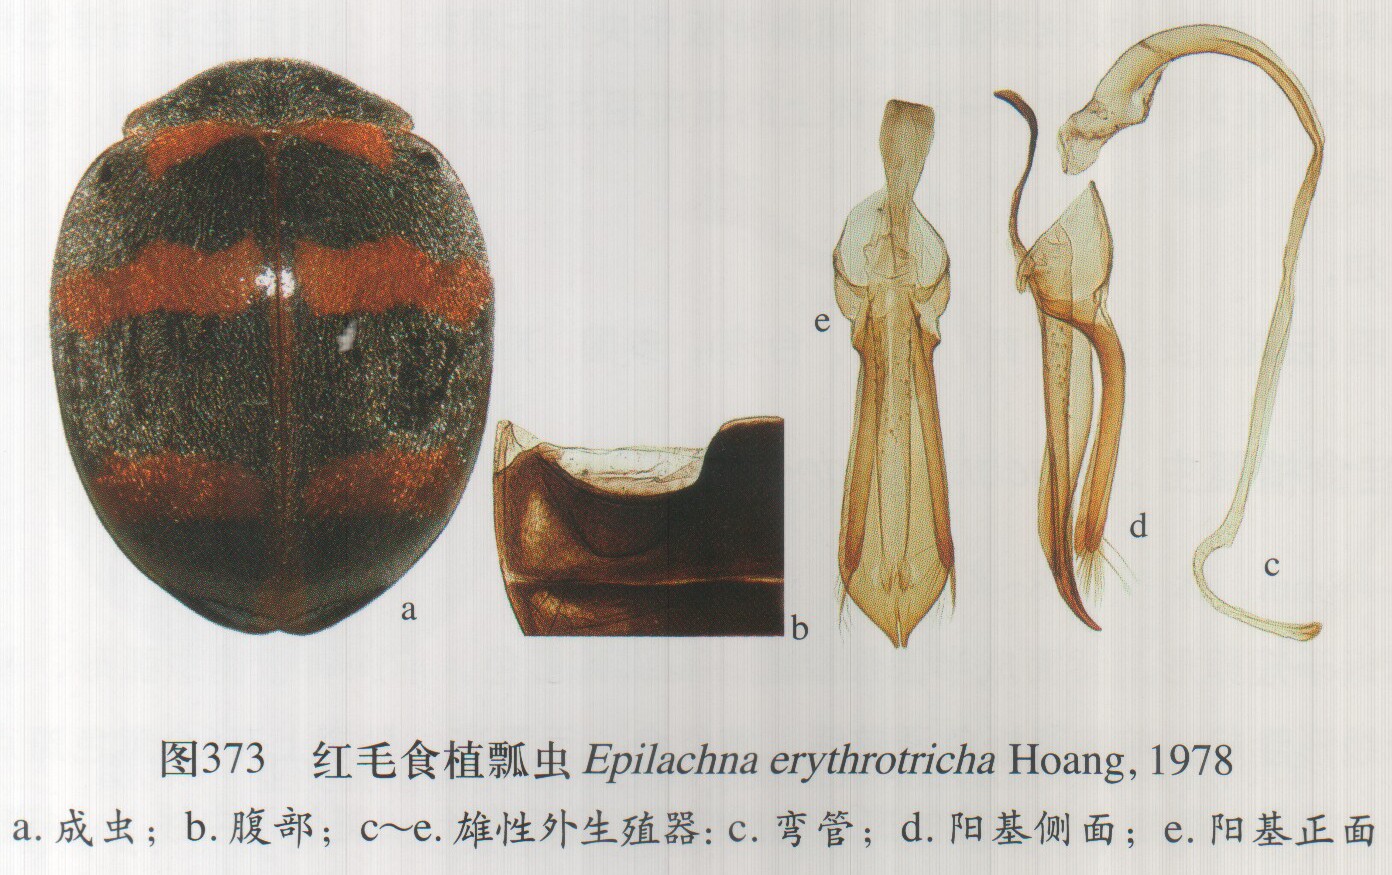 e
d
c
a
b
图373 红毛食植瓢虫 Epilachna erythrotricha Hoang, 1978
a. 成虫；b. 腹部；c～e. 雄性外生殖器: c. 弯管；d. 阳基侧面；e. 阳基正面